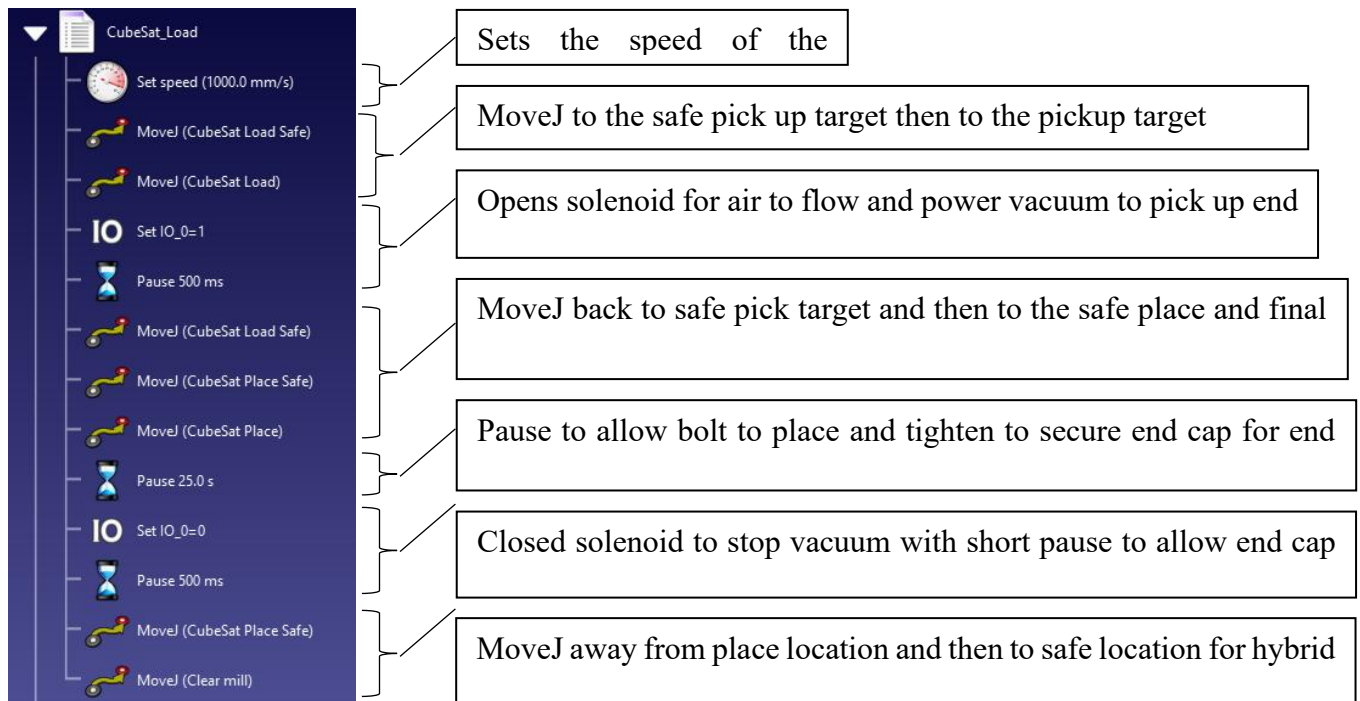 CubeSat_Load
Set speed (1000.0 mm/s)
MoveJ (CubeSat Load Safe)
MoveJ (CubeSat Load)
IO Set IO_0=1
Pause 500 ms
MoveJ (CubeSat Load Safe)
MoveJ (CubeSat Place Safe)
MoveJ (CubeSat Place)
Pause 25.0 s
IO Set IO_0=0
Pause 500 ms
MoveJ (CubeSat Place Safe)
MoveJ (Clear mill)
Sets the speed of the
MoveJ to the safe pick up target then to the pickup target
Opens solenoid for air to flow and power vacuum to pick up end
MoveJ back to safe pick target and then to the safe place and final
Pause to allow bolt to place and tighten to secure end cap for end
Closed solenoid to stop vacuum with short pause to allow end cap
MoveJ away from place location and then to safe location for hybrid